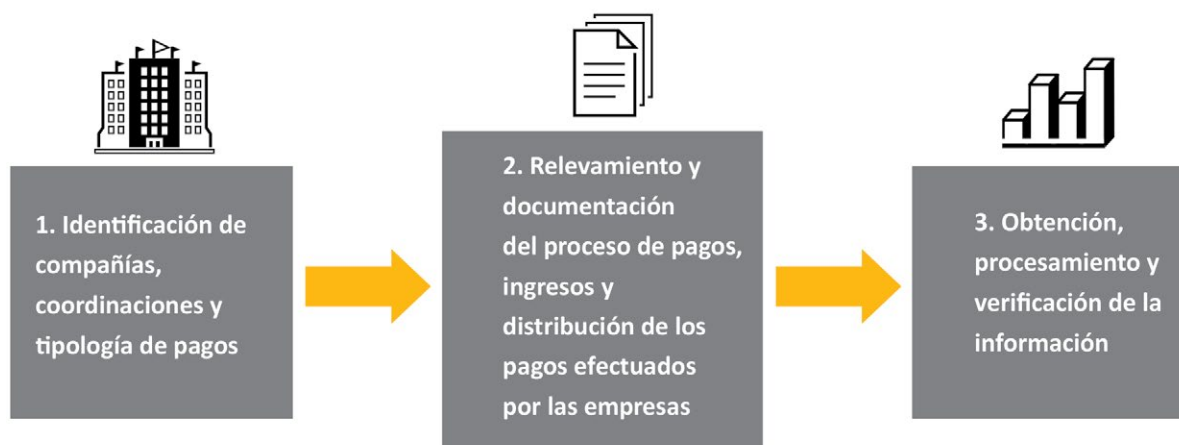 1. Identificación de
compañías,
coordinaciones y
tipología de pagos
2. Relevamiento y
documentación
del proceso de pagos,
ingresos y
distribución de los
pagos efectuados
por las empresas
3. Obtención,
procesamiento y
verificación de la
información